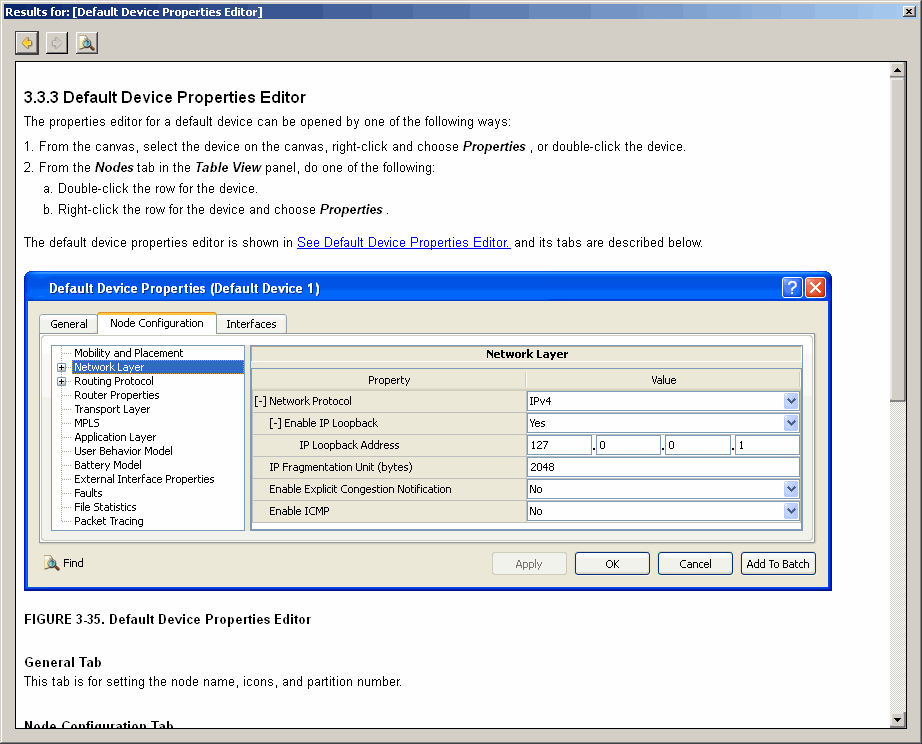 Results for: [Default Device Properties Editor]
3.3.3 Default Device Properties Editor
The properties editor for a default device can be opened by one of the following ways:
1. From the canvas, select the device on the canvas, right-click and choose Properties , or double-click the device.
2. From the Nodes tab in the Table View panel, do one of the following:
a. Double-click the row for the device.
b. Right-click the row for the device and choose Properties .
The default device properties editor is shown in See Default Device Properties Editor. and its tabs are described below.
Default Device Properties (Default Device 1)
General Node Configuration Interfaces
Mobility and Placement
Network Layer
Routing Protocol
Router Properties
Transport Layer
MPLS
Application Layer
User Behavior Model
Battery Model
External Interface Properties
Faults
File Statistics
Packet Tracing
Network Layer
Property Value
[-] Network Protocol IPv4
[-] Enable IP Loopback Yes
IP Loopback Address 127 . 0 . 0 . 1
IP Fragmentation Unit (bytes) 2048
Enable Explicit Congestion Notification No
Enable ICMP No
Find Apply OK Cancel Add To Batch
FIGURE 3-35. Default Device Properties Editor
General Tab
This tab is for setting the node name, icons, and partition number.
Node Configuration Tab